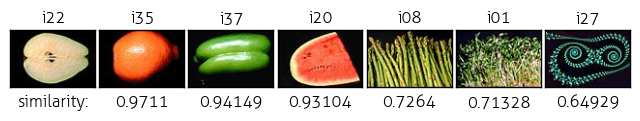 i22 i35 i37 i20 i08 i01 i27
similarity: 0.9711 0.94149 0.93104 0.7264 0.71328 0.64929